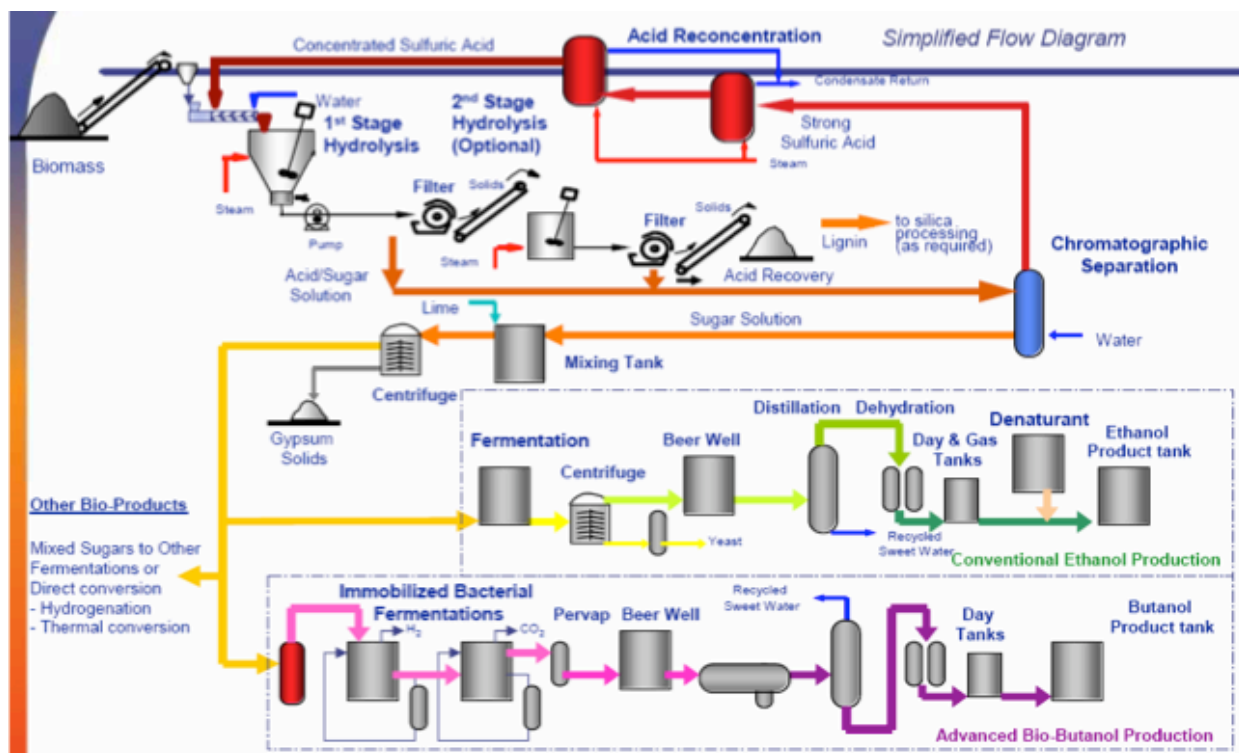 Simplified Flow Diagram
Concentrated Sulfuric Acid
Acid Reconcentration
Condensate Return
Water
1st Stage
Hydrolysis
2nd Stage
Hydrolysis
(Optional)
Strong
Sulfuric Acid
Steam
Biomass
Steam
Pump
Filter
Solids
Steam
Filter
Solids
Lignin
to silica
processing
(as required)
Acid Recovery
Chromatographic
Separation
Acid/Sugar
Solution
Lime
Sugar Solution
Water
Mixing Tank
Centrifuge
Gypsum
Solids
Fermentation
Centrifuge
Beer Well
Yeast
Distillation
Dehydration
Day & Gas
Tanks
Denaturant
Ethanol
Product tank
Recycled
Sweet Water
Conventional Ethanol Production
Other Bio-Products
Mixed Sugars to Other
Fermentations or
Direct conversion
- Hydrogenation
- Thermal conversion
Immobilized Bacterial
Fermentations
H2
CO2
Pervap
Beer Well
Recycled
Sweet Water
Day
Tanks
Butanol
Product tank
Advanced Bio-Butanol Production